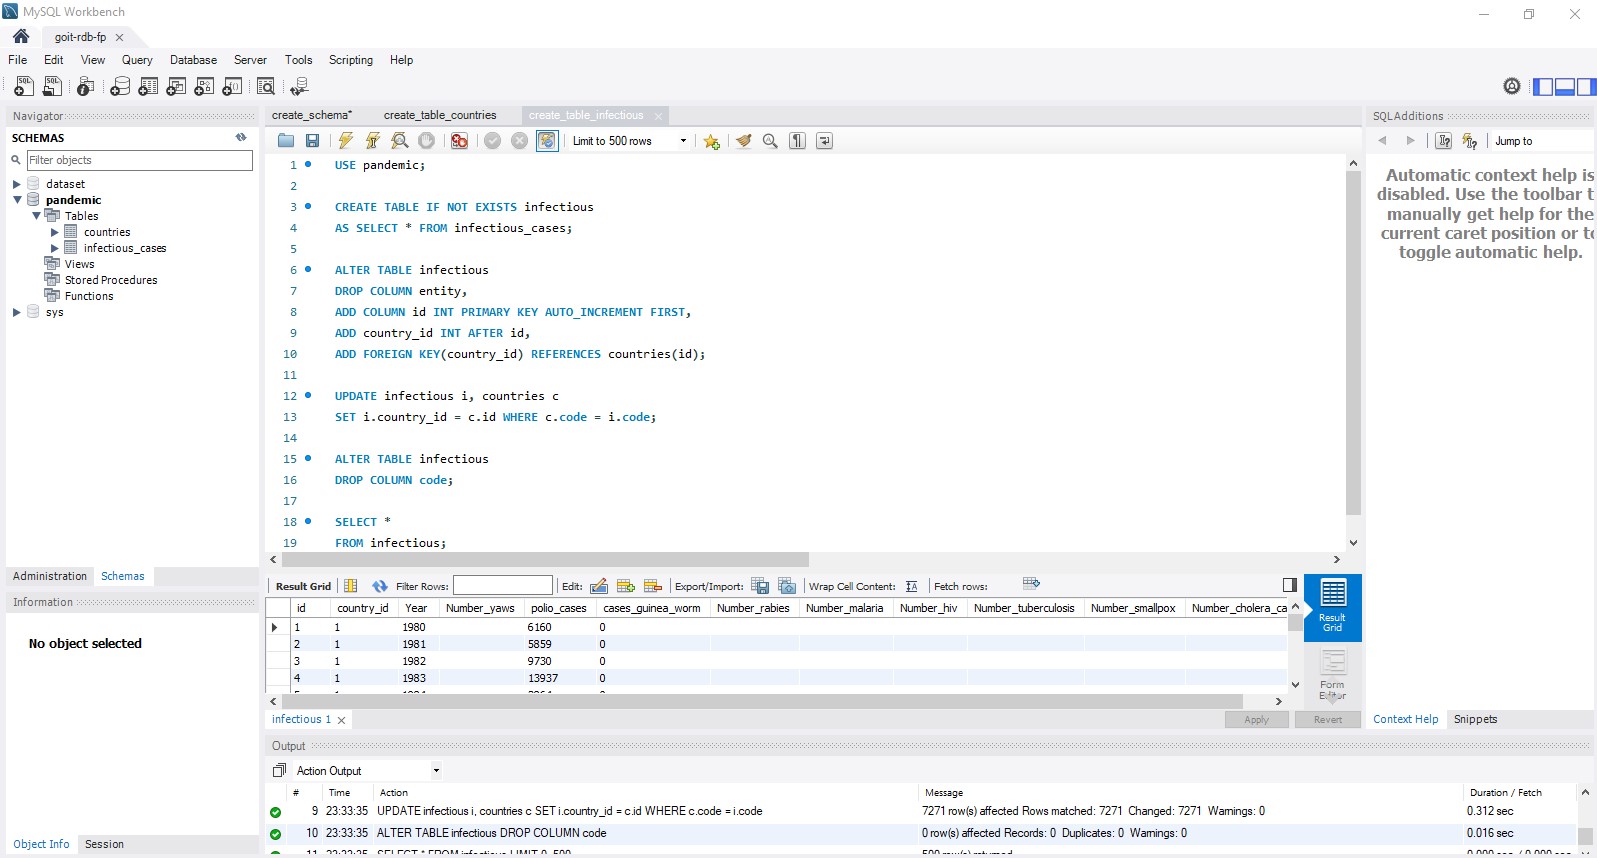 MySQL Workbench
goit-rdb-fp
File Edit View Query Database Server Tools Scripting Help
Navigator
SCHEMAS
Filter objects
dataset
pandemic
Tables
countries
infectious_cases
Views
Stored Procedures
Functions
sys
Administration Schemas
Information
No object selected
Object Info Session
create_schema* create_table_countries create_table_infectious
Limit to 500 rows
1 USE pandemic;
2
3 CREATE TABLE IF NOT EXISTS infectious
4 AS SELECT * FROM infectious_cases;
5
6 ALTER TABLE infectious
7 DROP COLUMN entity,
8 ADD COLUMN id INT PRIMARY KEY AUTO_INCREMENT FIRST,
9 ADD country_id INT AFTER id,
10 ADD FOREIGN KEY(country_id) REFERENCES countries(id);
11
12 UPDATE infectious i, countries c
13 SET i.country_id = c.id WHERE c.code = i.code;
14
15 ALTER TABLE infectious
16 DROP COLUMN code;
17
18 SELECT *
19 FROM infectious;
Result Grid Filter Rows: Edit: Export/Import: Wrap Cell Content: Fetch rows:
id country_id Year Number_yaws polio_cases cases_guinea_worm Number_rabies Number_malaria Number_hiv Number_tuberculosis Number_smallpox Number_cholera_ca
1 1 1980 6160 0
2 1 1981 5859 0
3 1 1982 9730 0
4 1 1983 13937 0
Result
Grid
Form
Editor
infectious 1 Apply Revert
Output
Action Output
# Time Action Message Duration / Fetch
9 23:33:35 UPDATE infectious i, countries c SET i.country_id = c.id WHERE c.code = i.code 7271 row(s) affected Rows matched: 7271 Changed: 7271 Warnings: 0 0.312 sec
10 23:33:35 ALTER TABLE infectious DROP COLUMN code 0 row(s) affected Records: 0 Duplicates: 0 Warnings: 0 0.016 sec
11 23:33:35 SELECT * FROM infectious LIMIT 0, 500 500 row(s) returned
SQLAdditions
Jump to
Automatic context help is
disabled. Use the toolbar t
manually get help for the
current caret position or to
toggle automatic help.
Context Help Snippets